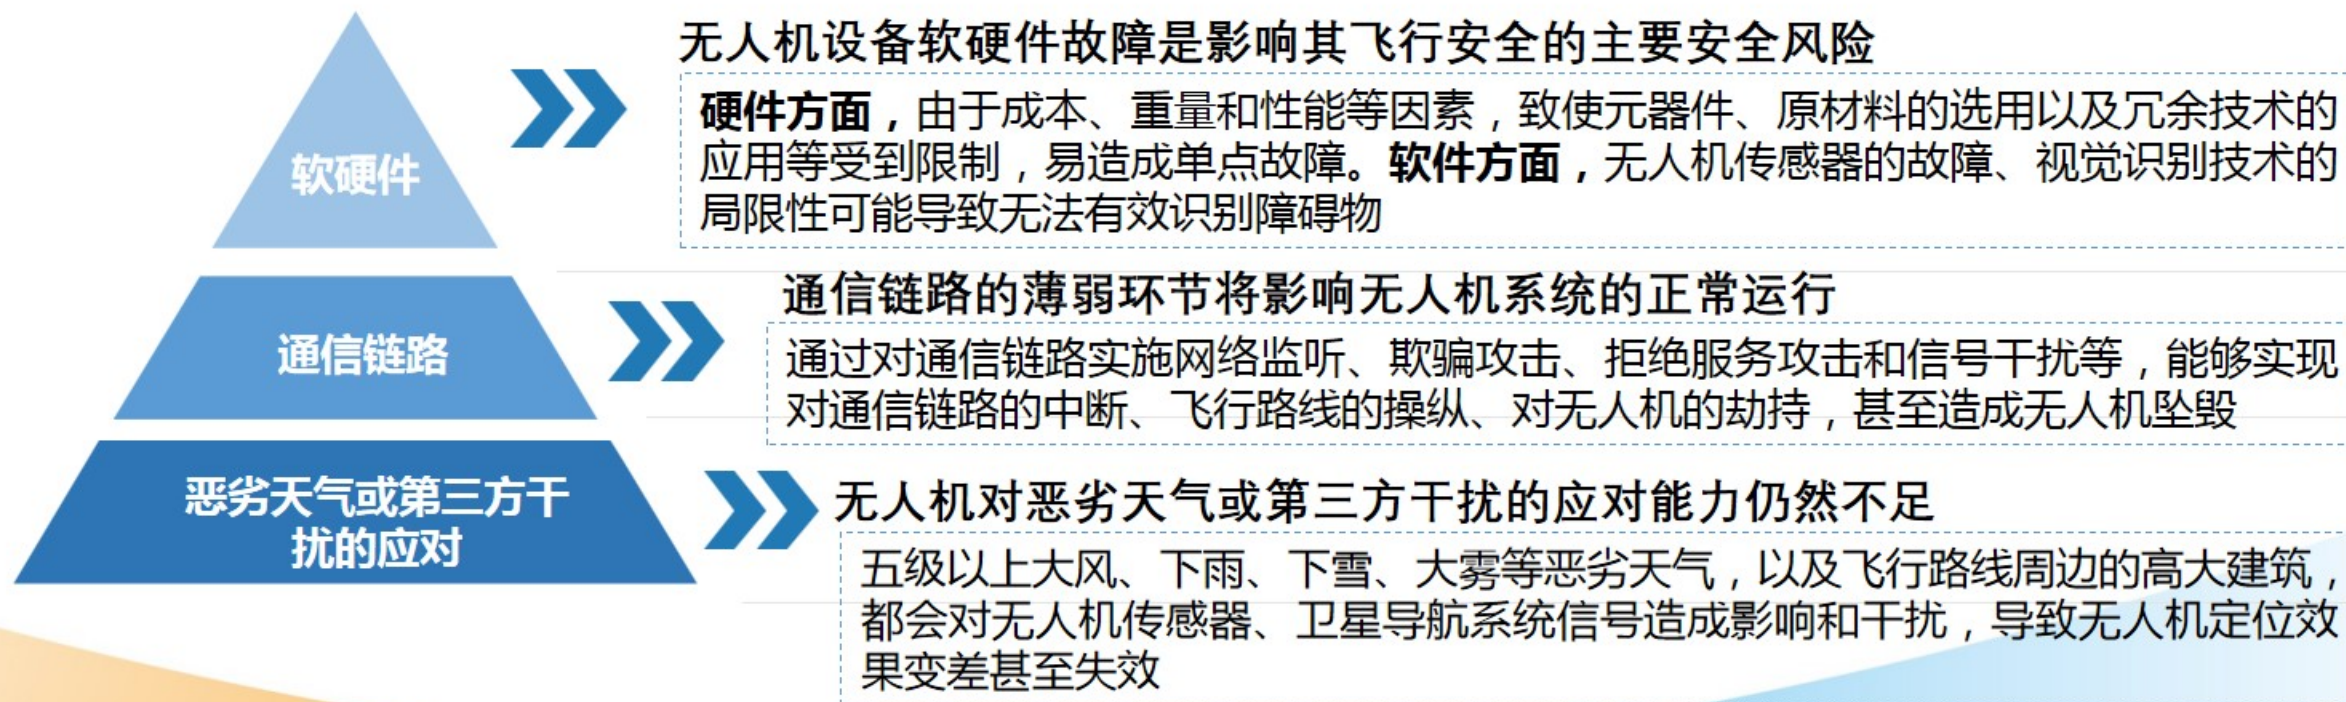 软硬件
无人机设备软硬件故障是影响其飞行安全的主要安全风险
硬件方面，由于成本、重量和性能等因素，致使元器件、原材料的选用以及冗余技术的
应用等受到限制，易造成单点故障。软件方面，无人机传感器的故障、视觉识别技术的
局限性可能导致无法有效识别障碍物
通信链路
通信链路的薄弱环节将影响无人机系统的正常运行
通过对通信链路实施网络监听、欺骗攻击、拒绝服务攻击和信号干扰等，能够实现
对通信链路的中断、飞行路线的操纵、对无人机的劫持，甚至造成无人机坠毁
恶劣天气或第三方干
扰的应对
无人机对恶劣天气或第三方干扰的应对能力仍然不足
五级以上大风、下雨、下雪、大雾等恶劣天气，以及飞行路线周边的高大建筑，
都会对无人机传感器、卫星导航系统信号造成影响和干扰，导致无人机定位效
果变差甚至失效